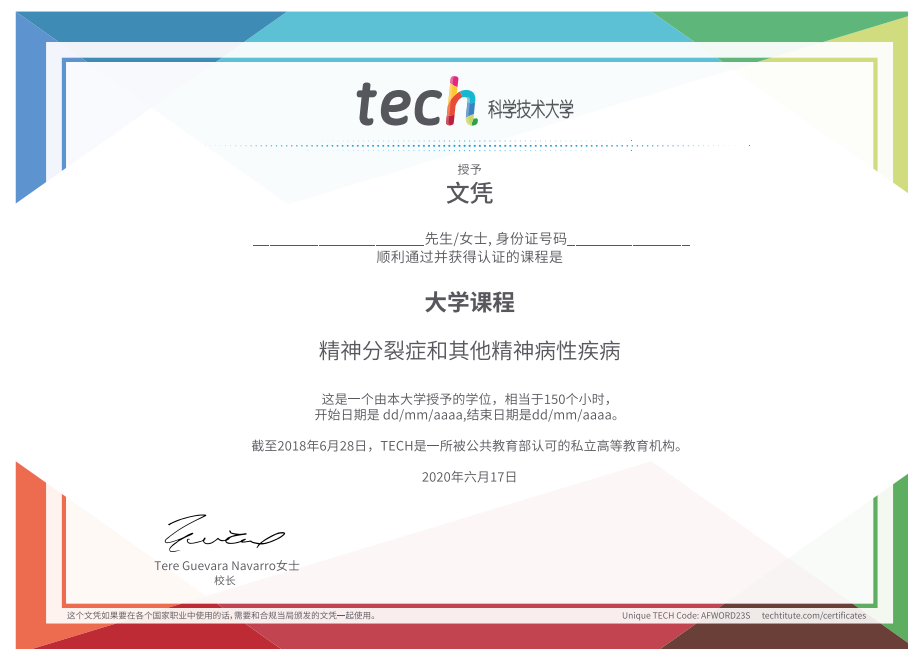 tech 科学技术大学
授予
文凭
____________________先生/女士, 身份证号码_______________
顺利通过并获得认证的课程是
大学课程
精神分裂症和其他精神病性疾病
这是一个由本大学授予的学位，相当于150个小时，
开始日期是 dd/mm/aaaa,结束日期是dd/mm/aaaa。
截至2018年6月28日，TECH是一所被公共教育部认可的私立高等教育机构。
2020年六月17日
Tere Guevara Navarro女士
校长
这个文凭如果要在各个国家职业中使用的话,需要和合规当局颁发的文凭一起使用。
Unique TECH Code: AFWORD23S techtitute.com/certificates